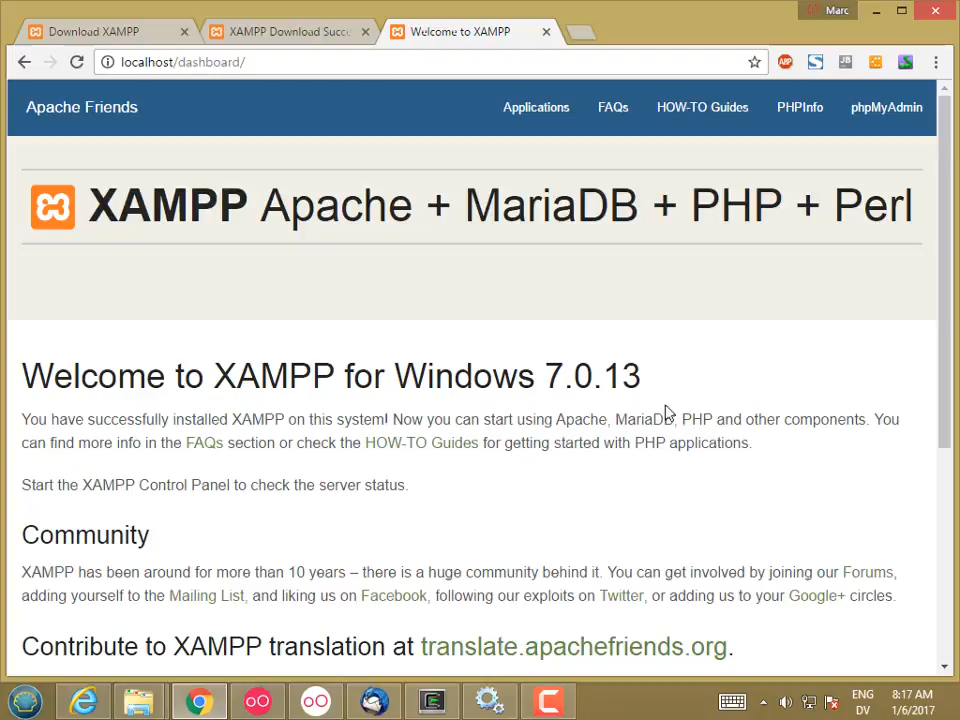 Marc
Download XAMPP
XAMPP Download Succe
Welcome to XAMPP
localhost/dashboard/
ABP
JB
Apache Friends
Applications
FAQs
HOW-TO Guides
PHPInfo
phpMyAdmin
XAMPP Apache + MariaDB + PHP + Perl
Welcome to XAMPP for Windows 7.0.13
You have successfully installed XAMPP on this system! Now you can start using Apache, MariaDB, PHP and other components. You
can find more info in the FAQs section or check the HOW-TO Guides for getting started with PHP applications.
Start the XAMPP Control Panel to check the server status.
Community
XAMPP has been around for more than 10 years – there is a huge community behind it. You can get involved by joining our Forums,
adding yourself to the Mailing List, and liking us on Facebook, following our exploits on Twitter, or adding us to your Google+ circles.
Contribute to XAMPP translation at translate.apachefriends.org.
ENG
8:17 AM
DV
1/6/2017